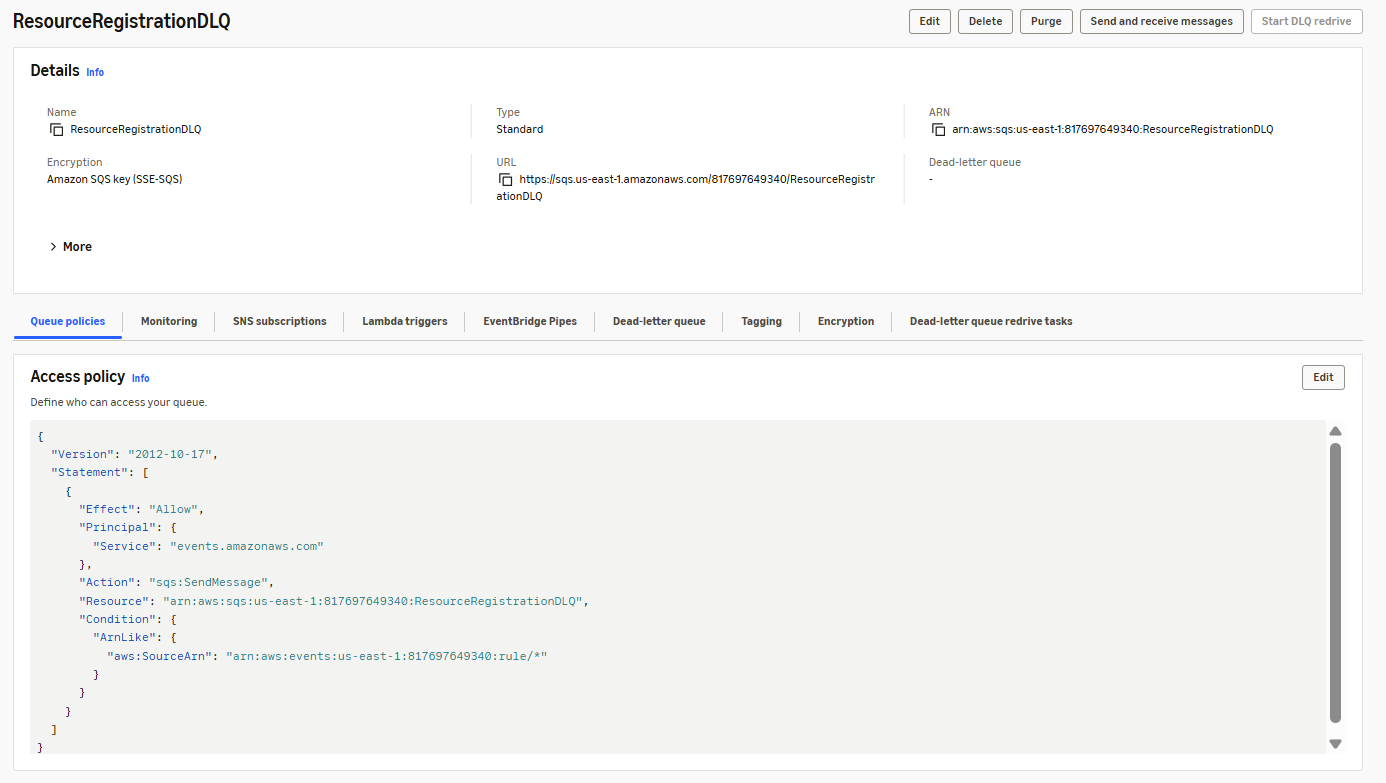 ResourceRegistrationDLQ
Edit
Delete
Purge
Send and receive messages
Start DLQ redrive
Details Info
Name
ResourceRegistrationDLQ
Type
Standard
ARN
arn:aws:sqs:us-east-1:817697649340:ResourceRegistrationDLQ
Encryption
Amazon SQS key (SSE-SQS)
URL
https://sqs.us-east-1.amazonaws.com/817697649340/ResourceRegistr
ationDLQ
Dead-letter queue
-
More
Queue policies
Monitoring
SNS subscriptions
Lambda triggers
EventBridge Pipes
Dead-letter queue
Tagging
Encryption
Dead-letter queue redrive tasks
Access policy Info
Edit
Define who can access your queue.
{
  "Version": "2012-10-17",
  "Statement": [
    {
      "Effect": "Allow",
      "Principal": {
        "Service": "events.amazonaws.com"
      },
      "Action": "sqs:SendMessage",
      "Resource": "arn:aws:sqs:us-east-1:817697649340:ResourceRegistrationDLQ",
      "Condition": {
        "ArnLike": {
          "aws:SourceArn": "arn:aws:events:us-east-1:817697649340:rule/*"
        }
      }
    }
  ]
}